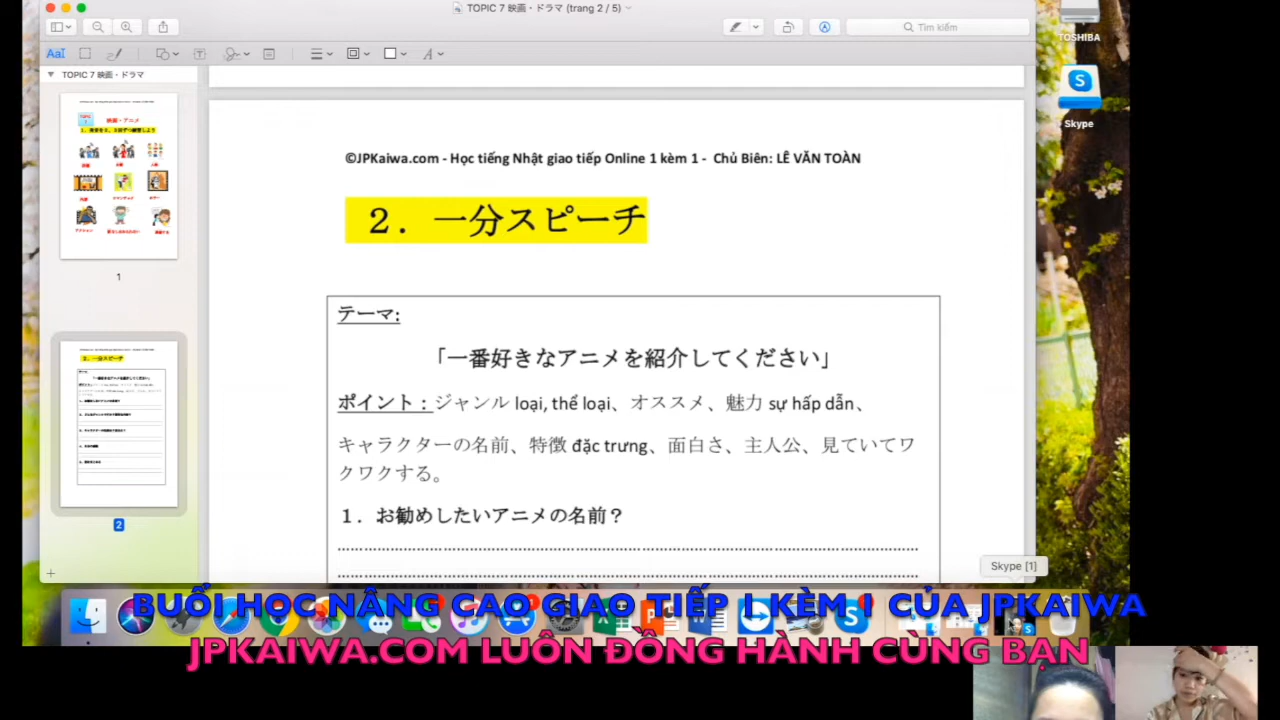 TOPIC 7 映画・ドラマ (trang 2 / 5)
Tìm kiếm
TOPIC 7 映画・ドラマ
1
2
TOSHIBA
Skype
©JPKaiwa.com - Học tiếng Nhật giao tiếp Online 1 kèm 1 - Chủ Biên: LÊ VĂN TOÀN
２．一分スピーチ
テーマ:
「一番好きなアニメを紹介してください」
ポイント：ジャンル loại, thể loại、オススメ、魅力 sự hấp dẫn、
キャラクターの名前、特徴 đặc trưng、面白さ、主人公、見ていてワ
クワクする。
１．お勧めしたいアニメの名前？
Skype [1]
BUỔI HỌC NÂNG CAO GIAO TIẾP 1 KÈM 1 CỦA JPKAIWA
JPKAIWA.COM LUÔN ĐỒNG HÀNH CÙNG BẠN